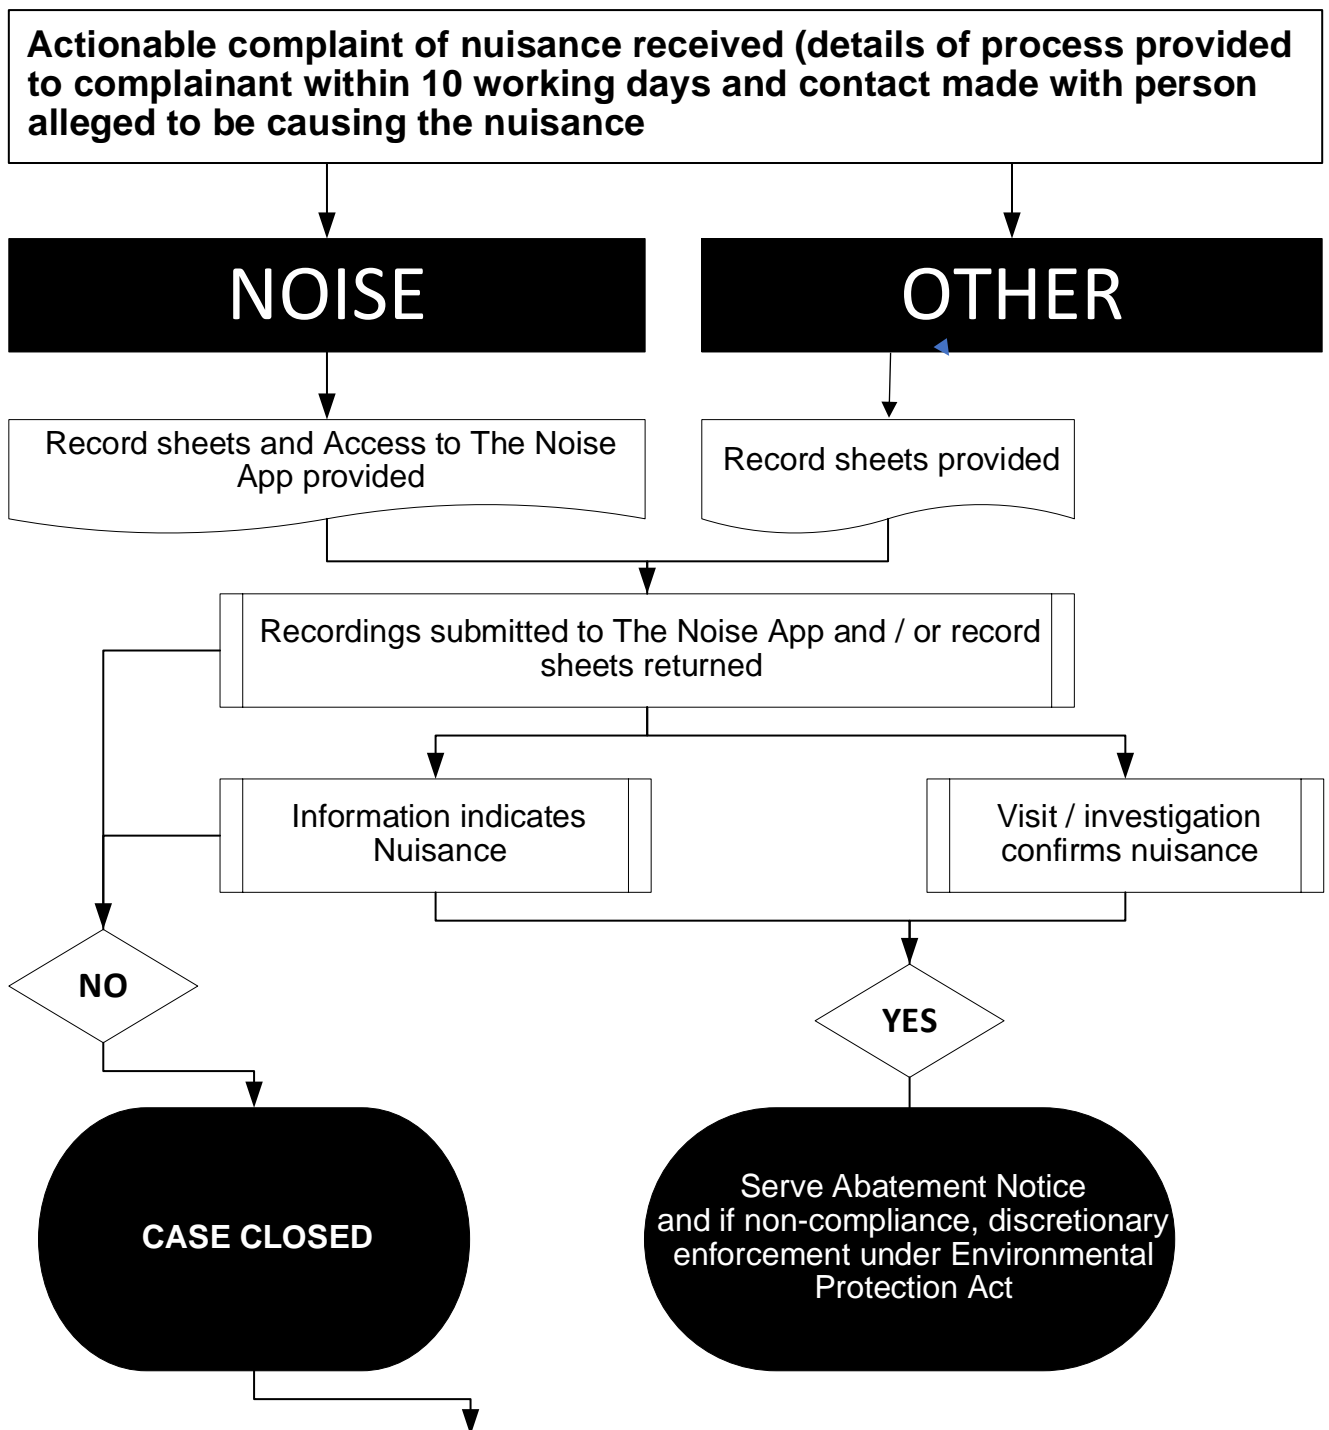 Actionable complaint of nuisance received (details of process provided
to complainant within 10 working days and contact made with person
alleged to be causing the nuisance
NOISE
OTHER
Record sheets and Access to The Noise
App provided
Record sheets provided
Recordings submitted to The Noise App and / or record
sheets returned
Information indicates
Nuisance
Visit / investigation
confirms nuisance
NO
YES
CASE CLOSED
Serve Abatement Notice
and if non-compliance, discretionary
enforcement under Environmental
Protection Act